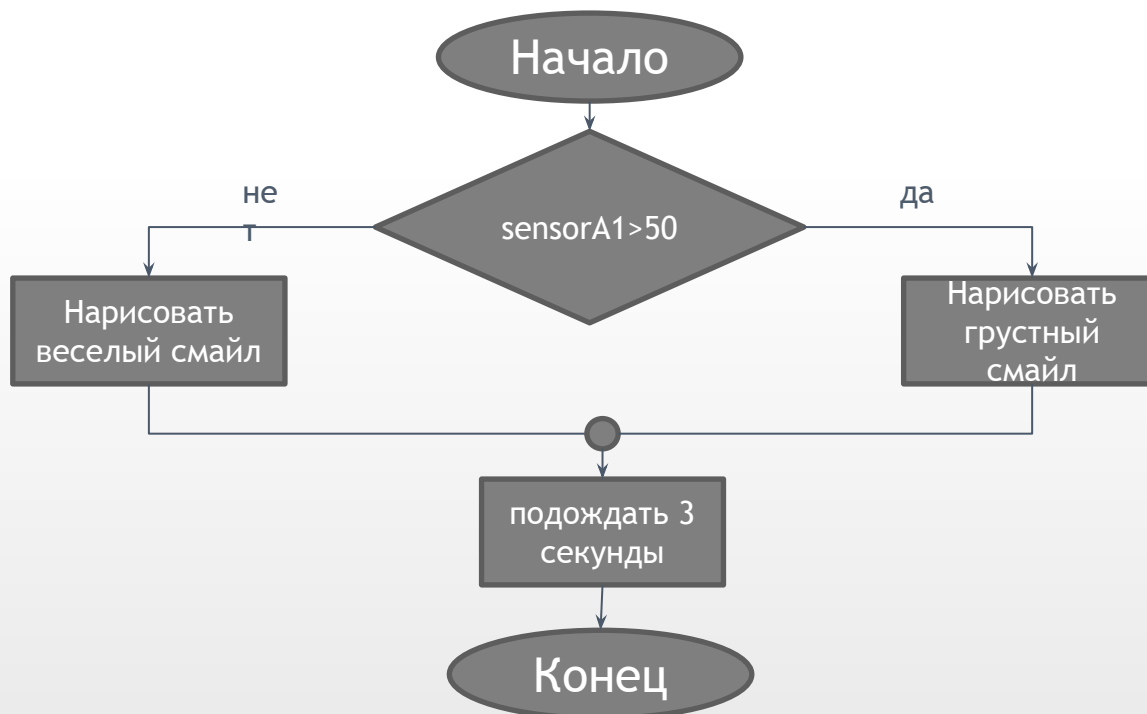 Начало
не
т
да
sensorA1>50
Нарисовать
веселый смайл
Нарисовать
грустный
смайл
подождать 3
секунды
Конец